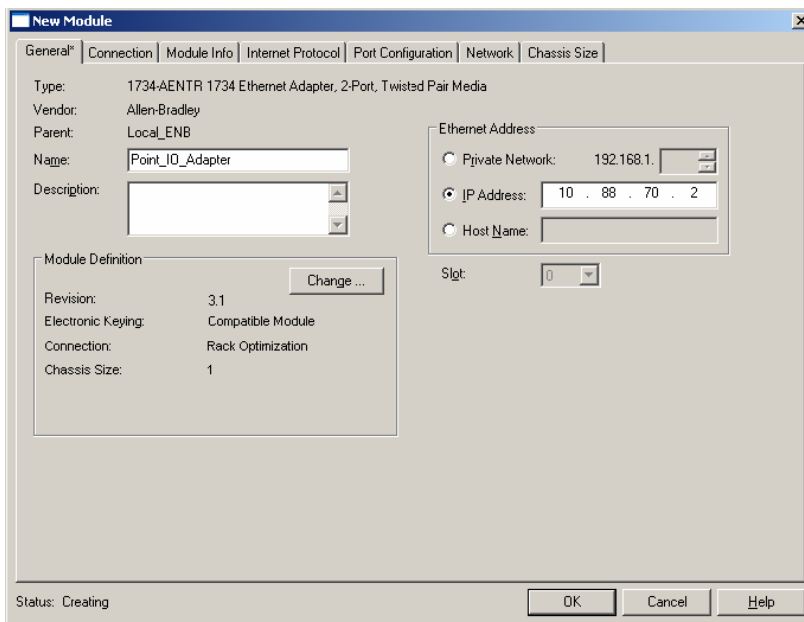 New Module
General* Connection Module Info Internet Protocol Port Configuration Network Chassis Size
Type: 1734-AENTR 1734 Ethernet Adapter, 2-Port, Twisted Pair Media
Vendor: Allen-Bradley
Parent: Local_ENB
Name: Point_IO_Adapter
Description:
Ethernet Address
Private Network: 192.168.1.
IP Address: 10 . 88 . 70 . 2
Host Name:
Slot: 0
Module Definition
Change ...
Revision: 3.1
Electronic Keying: Compatible Module
Connection: Rack Optimization
Chassis Size: 1
Status: Creating
OK Cancel Help